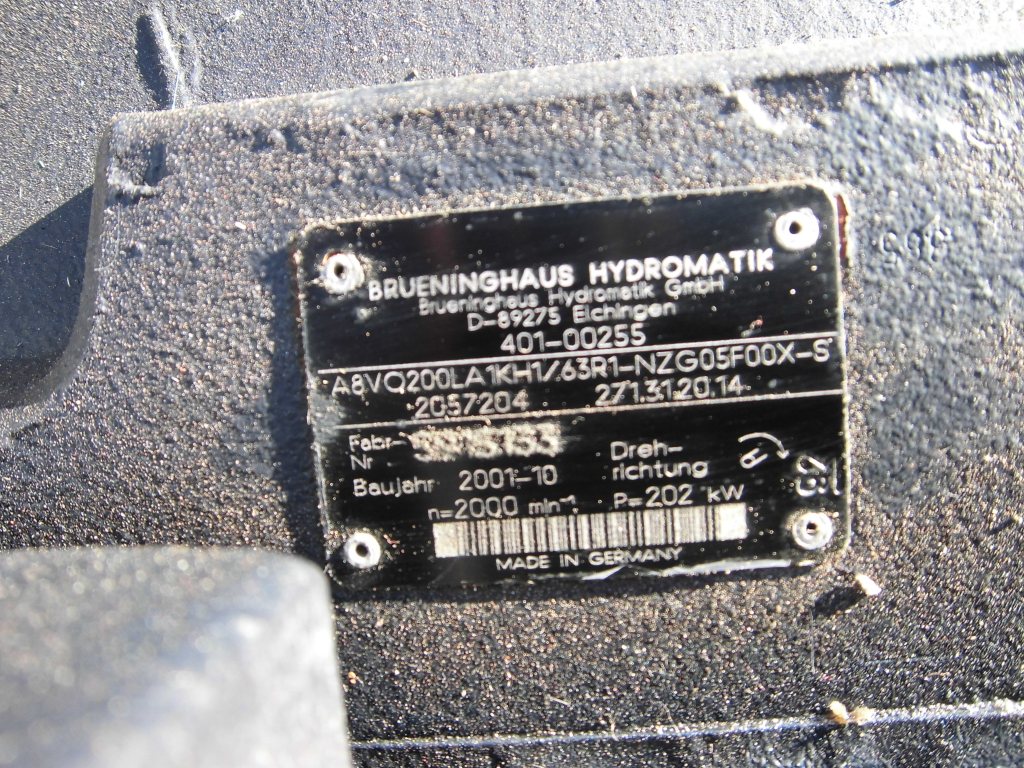 BRUENINGHAUS HYDROMATIK
Brueninghaus Hydromatik GmbH
D-89275 Elchingen
401-00255
A8VO200LA1KH1/63R1-NZG05F00X-S
2057204 271.31.20.14
Fabr-
Nr
Baujahr 2001-10
Dreh-
richtung
n=2000 min⁻¹ P=202 kW
MADE IN GERMANY